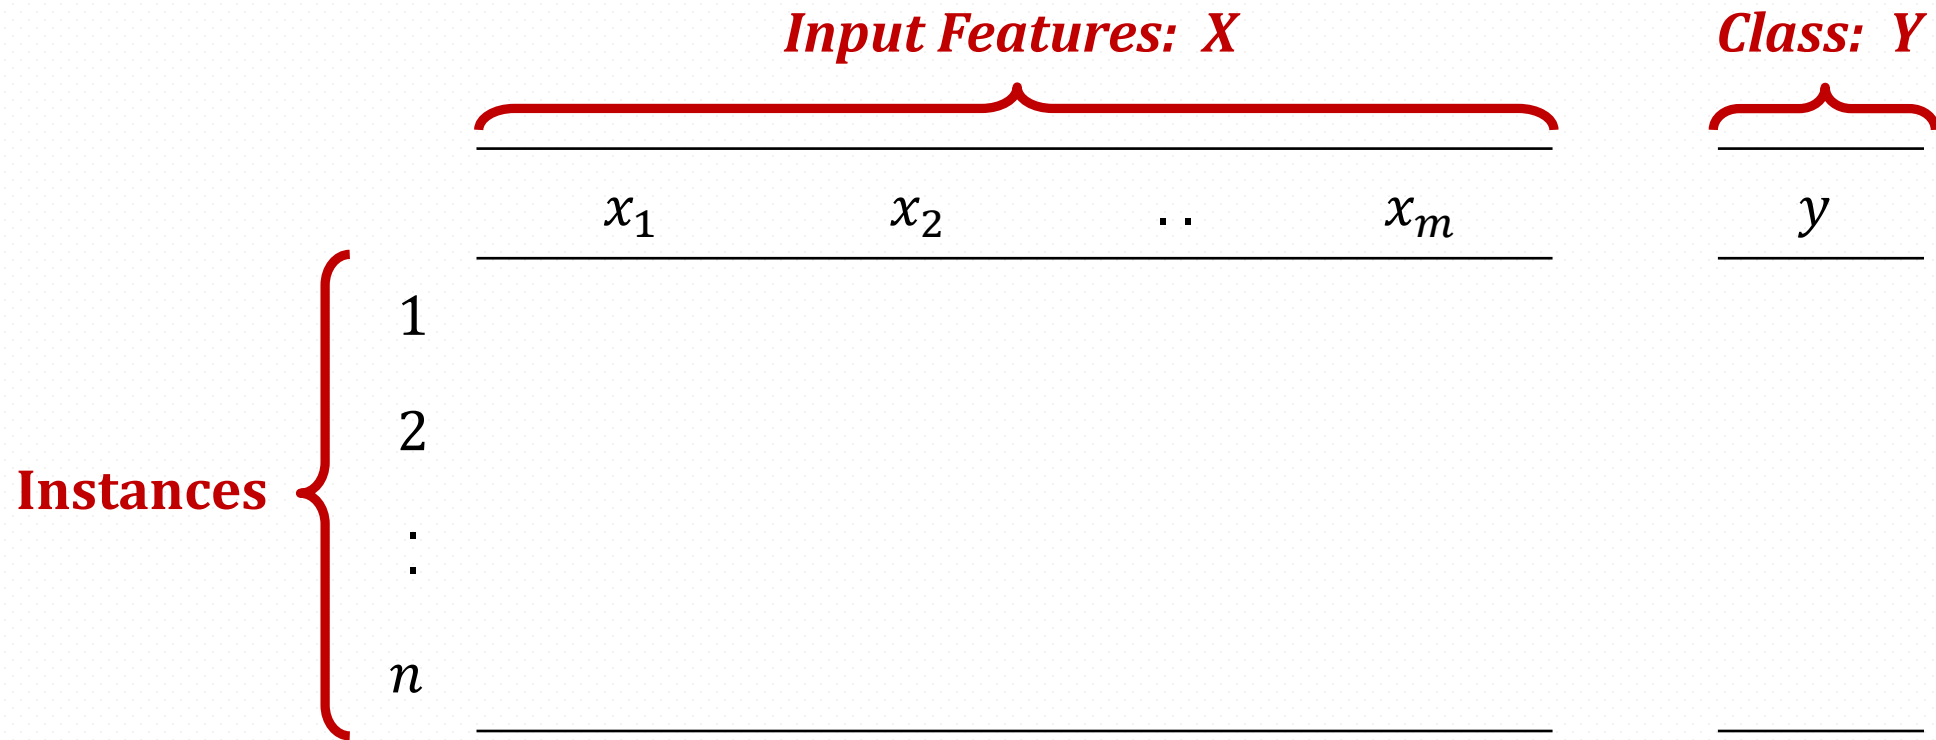 Input Features: X Class: Y
x₁ x₂ .. xₘ y
1
2
:
Instances
n